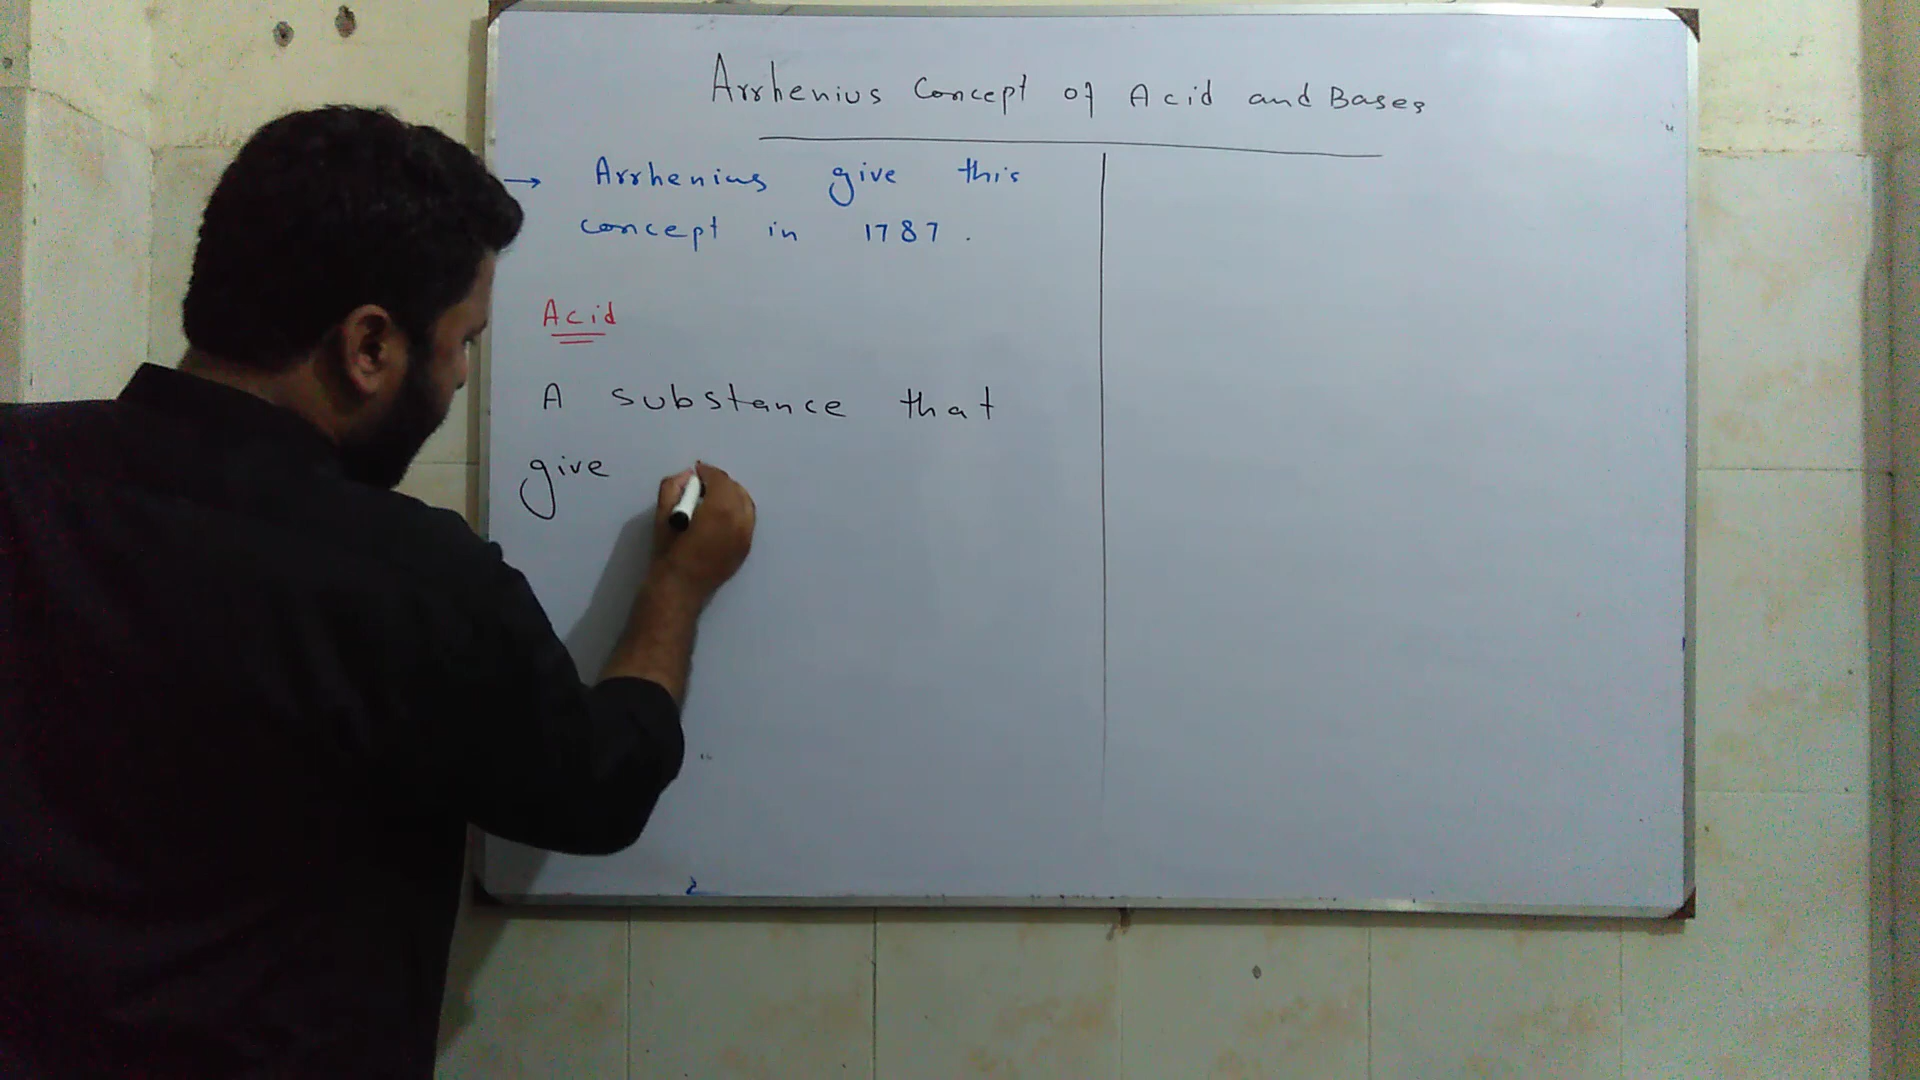 Arrhenius Concept of Acid and Bases
→ Arrhenius give this
concept in 1787.
Acid
A substance that
give